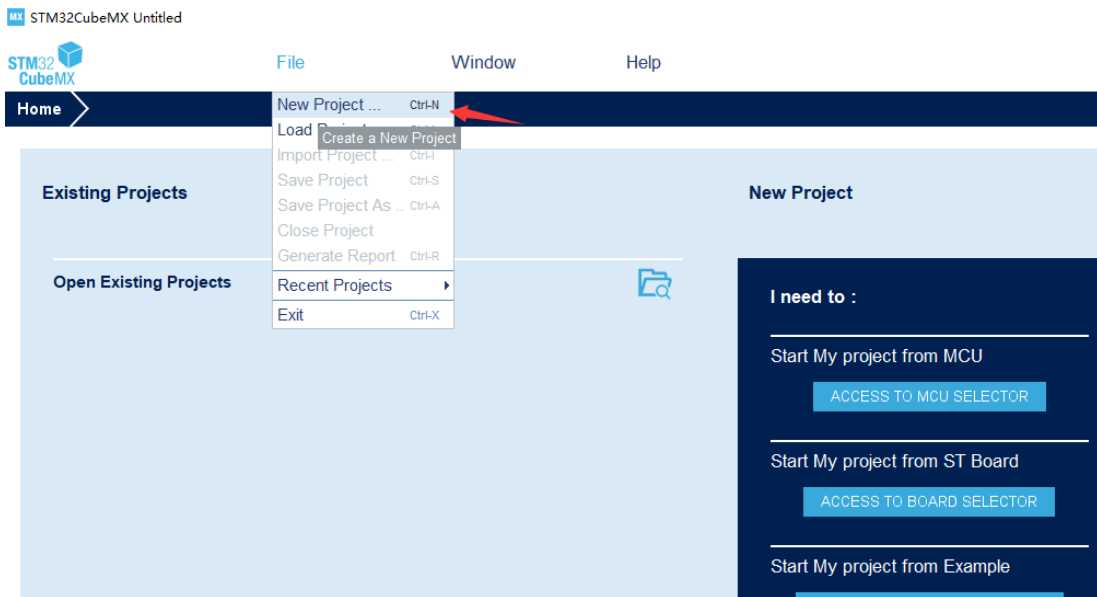 MX STM32CubeMX Untitled
STM32
CubeMX
File
Window
Help
Home
New Project ... Ctrl-N
Load
Create a New Project
Import Project ... Ctrl-I
Save Project Ctrl-S
Save Project As .. Ctrl-A
Close Project
Generate Report Ctrl-R
Recent Projects
Exit Ctrl-X
Existing Projects
Open Existing Projects
New Project
I need to :
Start My project from MCU
ACCESS TO MCU SELECTOR
Start My project from ST Board
ACCESS TO BOARD SELECTOR
Start My project from Example